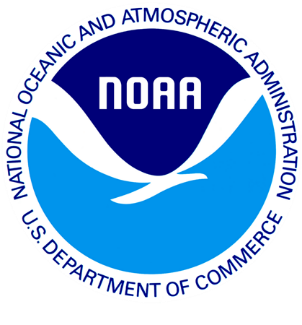 NATIONAL OCEANIC AND ATMOSPHERIC ADMINISTRATION
NOAA
U.S. DEPARTMENT OF COMMERCE